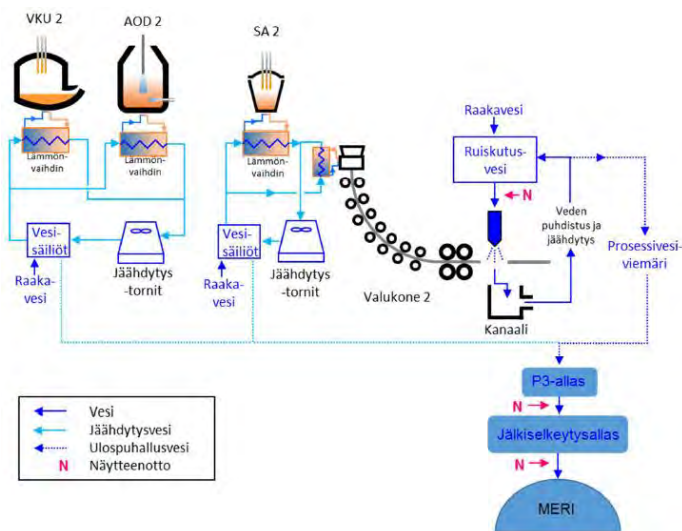 VKU 2
AOD 2
SA 2
Lämmön-
vaihdin
Lämmön-
vaihdin
Lämmön-
vaihdin
Raakavesi
Ruiskutus-
vesi
N
Veden
puhdistus ja
jäähdytys
Prosessivesi-
viemäri
Vesi-
säiliöt
Raaka-
vesi
Jäähdytys
-tornit
Vesi-
säiliöt
Raaka-
vesi
Jäähdytys
-tornit
Valukone 2
Kanaali
P3-allas
N
Jälkiselkeytysallas
N
MERI
Vesi
Jäähdytysvesi
Ulospuhallusvesi
N Näytteenotto